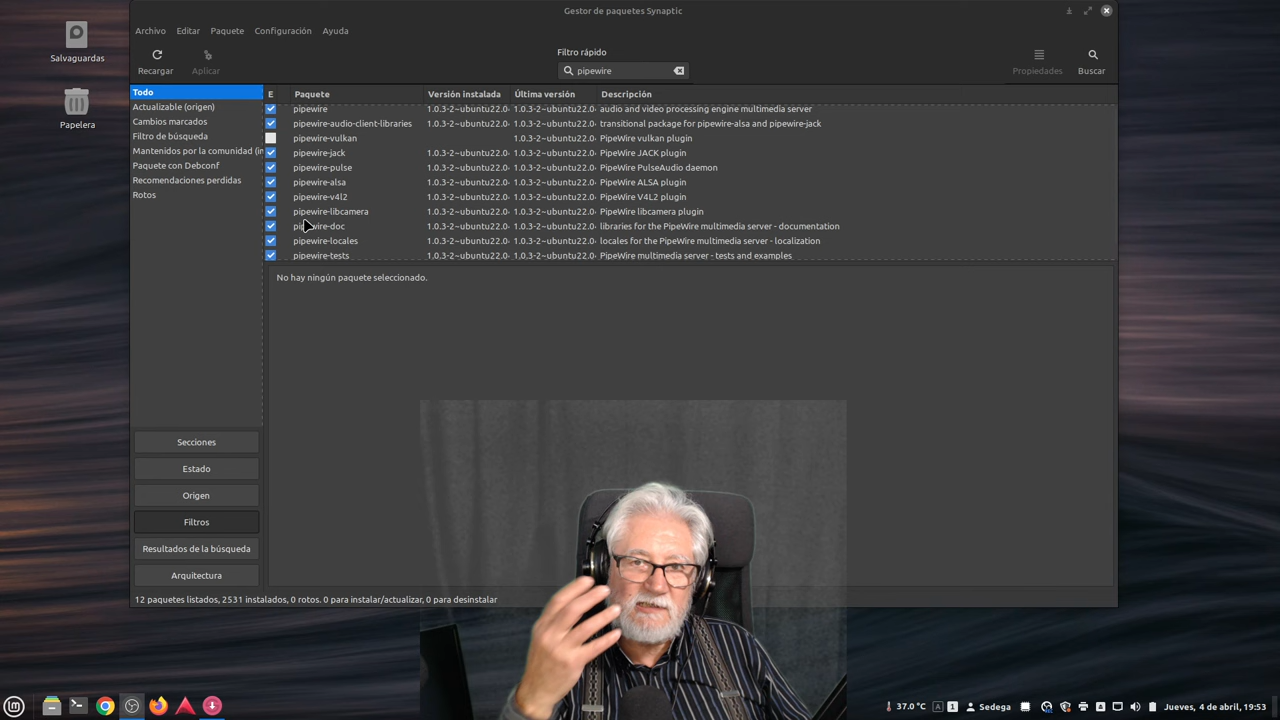 Gestor de paquetes Synaptic
Salvaguardas
Papelera
Archivo Editar Paquete Configuración Ayuda
Filtro rápido
Recargar Aplicar pipewire Propiedades Buscar
Todo
Actualizable (origen)
Cambios marcados
Filtro de búsqueda
Mantenidos por la comunidad (in
Paquete con Debconf
Recomendaciones perdidas
Rotos
E Paquete Versión instalada Última versión Descripción
pipewire 1.0.3-2~ubuntu22.0 1.0.3-2~ubuntu22.0 audio and video processing engine multimedia server
pipewire-audio-client-libraries 1.0.3-2~ubuntu22.0 1.0.3-2~ubuntu22.0 transitional package for pipewire-alsa and pipewire-jack
pipewire-vulkan 1.0.3-2~ubuntu22.0 PipeWire vulkan plugin
pipewire-jack 1.0.3-2~ubuntu22.0 1.0.3-2~ubuntu22.0 PipeWire JACK plugin
pipewire-pulse 1.0.3-2~ubuntu22.0 1.0.3-2~ubuntu22.0 PipeWire PulseAudio daemon
pipewire-alsa 1.0.3-2~ubuntu22.0 1.0.3-2~ubuntu22.0 PipeWire ALSA plugin
pipewire-v4l2 1.0.3-2~ubuntu22.0 1.0.3-2~ubuntu22.0 PipeWire V4L2 plugin
pipewire-libcamera 1.0.3-2~ubuntu22.0 1.0.3-2~ubuntu22.0 PipeWire libcamera plugin
pipewire-doc 1.0.3-2~ubuntu22.0 1.0.3-2~ubuntu22.0 libraries for the PipeWire multimedia server - documentation
pipewire-locales 1.0.3-2~ubuntu22.0 1.0.3-2~ubuntu22.0 locales for the PipeWire multimedia server - localization
pipewire-tests 1.0.3-2~ubuntu22.0 1.0.3-2~ubuntu22.0 PipeWire multimedia server - tests and examples
No hay ningún paquete seleccionado.
Secciones
Estado
Origen
Filtros
Resultados de la búsqueda
Arquitectura
12 paquetes listados, 2531 instalados, 0 rotos. 0 para instalar/actualizar, 0 para desinstalar
37.0 °C A 1 Sedega A Jueves, 4 de abril, 19:53